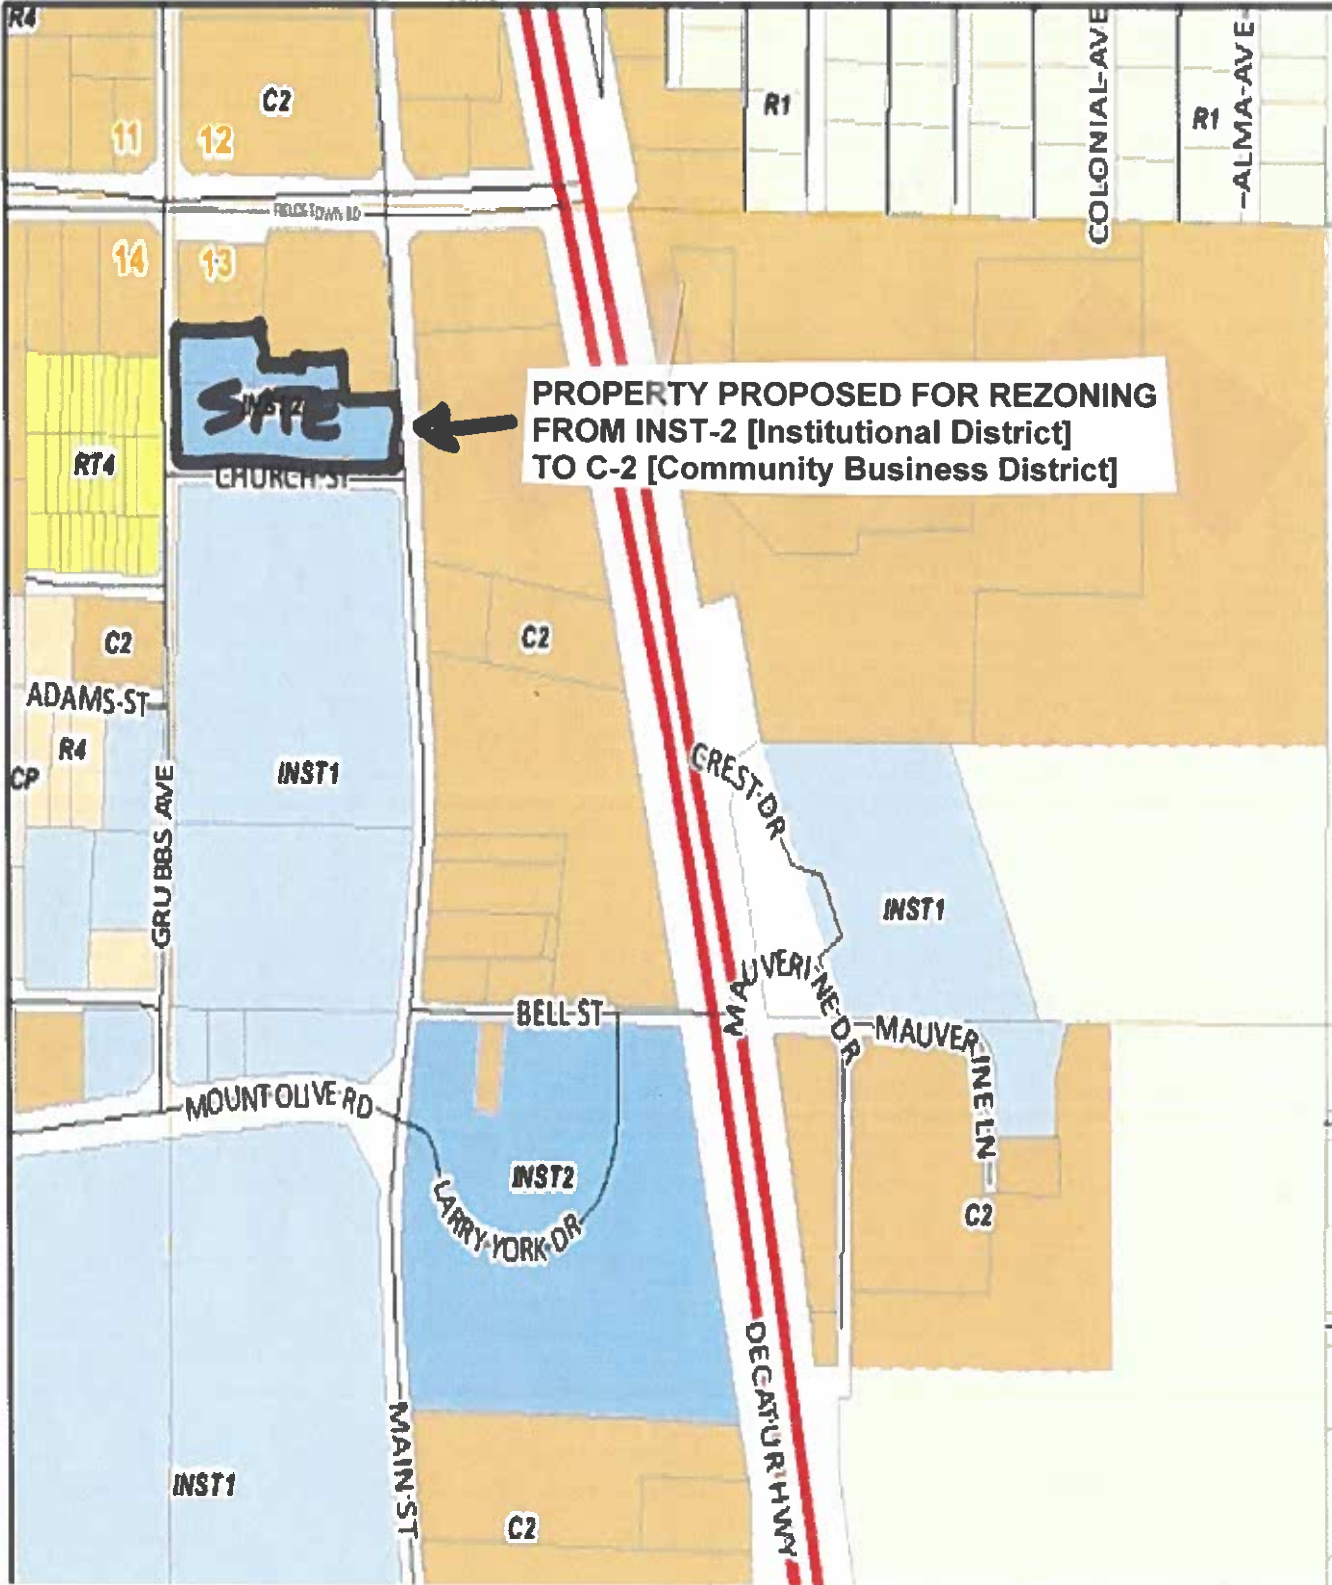 R4
C2
R1
R1
COLONIAL-AVE
ALMA-AVE
11
12
FIELDSTOWN RD
14
13
INST2
SITE
PROPERTY PROPOSED FOR REZONING
FROM INST-2 [Institutional District]
TO C-2 [Community Business District]
RT4
CHURCH-ST
C2
C2
ADAMS-ST
R4
CP
INST1
GRUBBS AVE
CREST-DR
INST1
MAUVERINE-DR
BELL-ST
MAUVERINE LN
MOUNT-OLIVE-RD
INST2
LARRY-YORK-DR
C2
DECATUR-HWY
MAIN-ST
INST1
C2